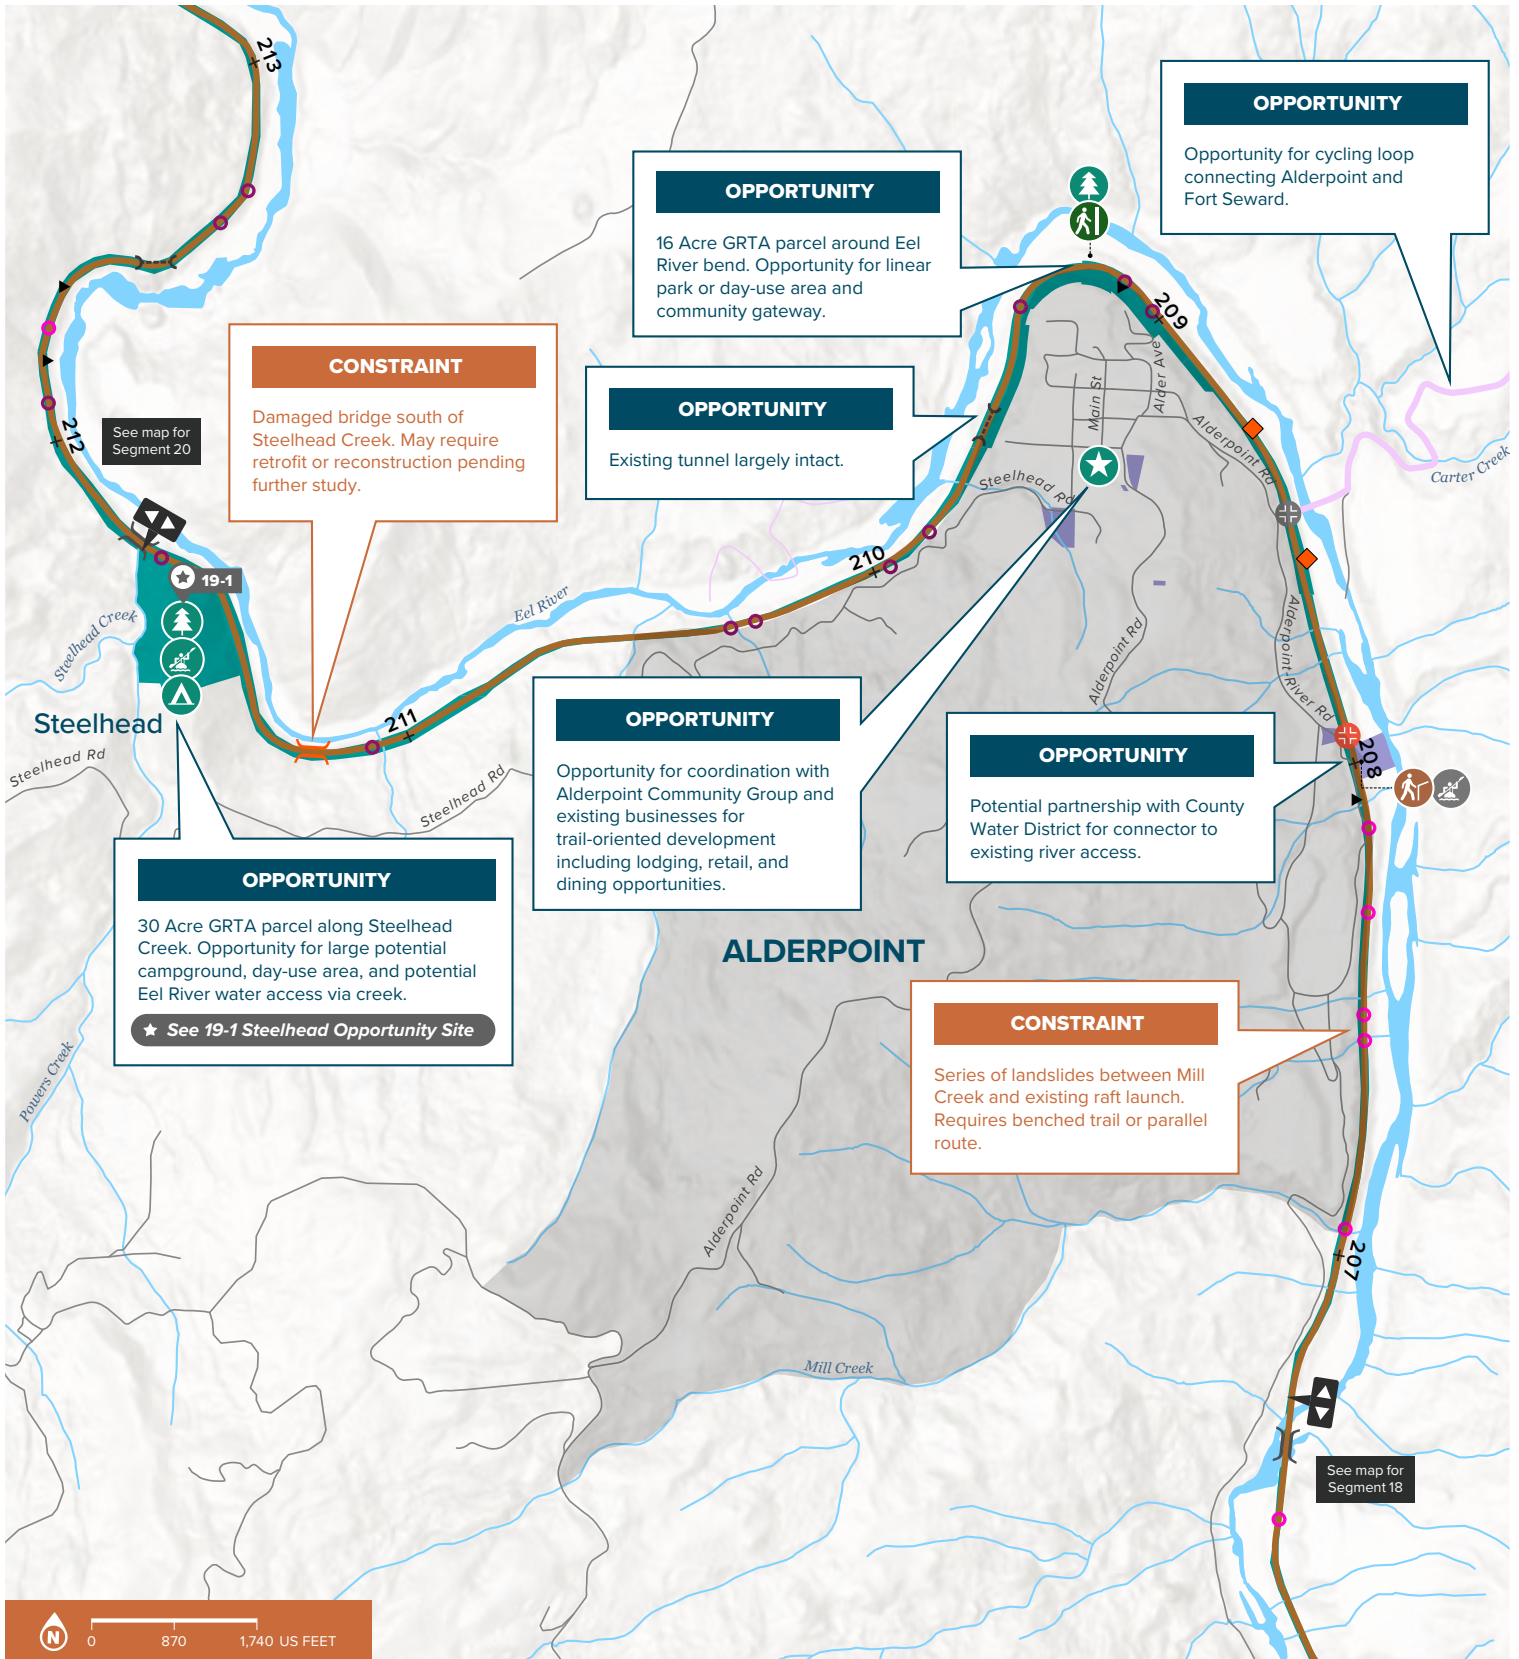 213
OPPORTUNITY
Opportunity for cycling loop
connecting Alderpoint and
Fort Seward.
OPPORTUNITY
16 Acre GRTA parcel around Eel
River bend. Opportunity for linear
park or day-use area and
community gateway.
209
CONSTRAINT
Damaged bridge south of
Steelhead Creek. May require
retrofit or reconstruction pending
further study.
OPPORTUNITY
Existing tunnel largely intact.
Main St
Alder Ave
Alderpoint Rd
Carter Creek
212
See map for
Segment 20
Steelhead Rd
210
19-1
Eel River
Steelhead Creek
Alderpoint Rd
Alderpoint-River Rd
Steelhead
Steelhead Rd
211
Steelhead Rd
208
OPPORTUNITY
Opportunity for coordination with
Alderpoint Community Group and
existing businesses for
trail-oriented development
including lodging, retail, and
dining opportunities.
OPPORTUNITY
Potential partnership with County
Water District for connector to
existing river access.
OPPORTUNITY
30 Acre GRTA parcel along Steelhead
Creek. Opportunity for large potential
campground, day-use area, and potential
Eel River water access via creek.
See 19-1 Steelhead Opportunity Site
ALDERPOINT
CONSTRAINT
Series of landslides between Mill
Creek and existing raft launch.
Requires benched trail or parallel
route.
Powers Creek
Alderpoint Rd
207
Mill Creek
See map for
Segment 18
N
0 870 1,740 US FEET